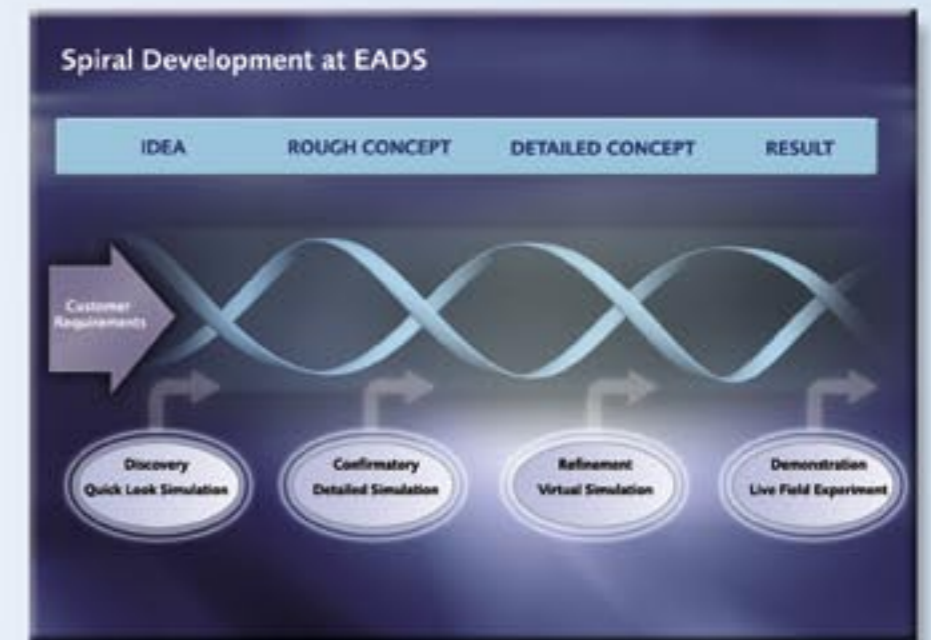 Spiral Development at EADS
IDEA ROUGH CONCEPT DETAILED CONCEPT RESULT
Customer
Requirements
Discovery
Quick Look Simulation
Confirmatory
Detailed Simulation
Refinement
Virtual Simulation
Demonstration
Live Field Experiment